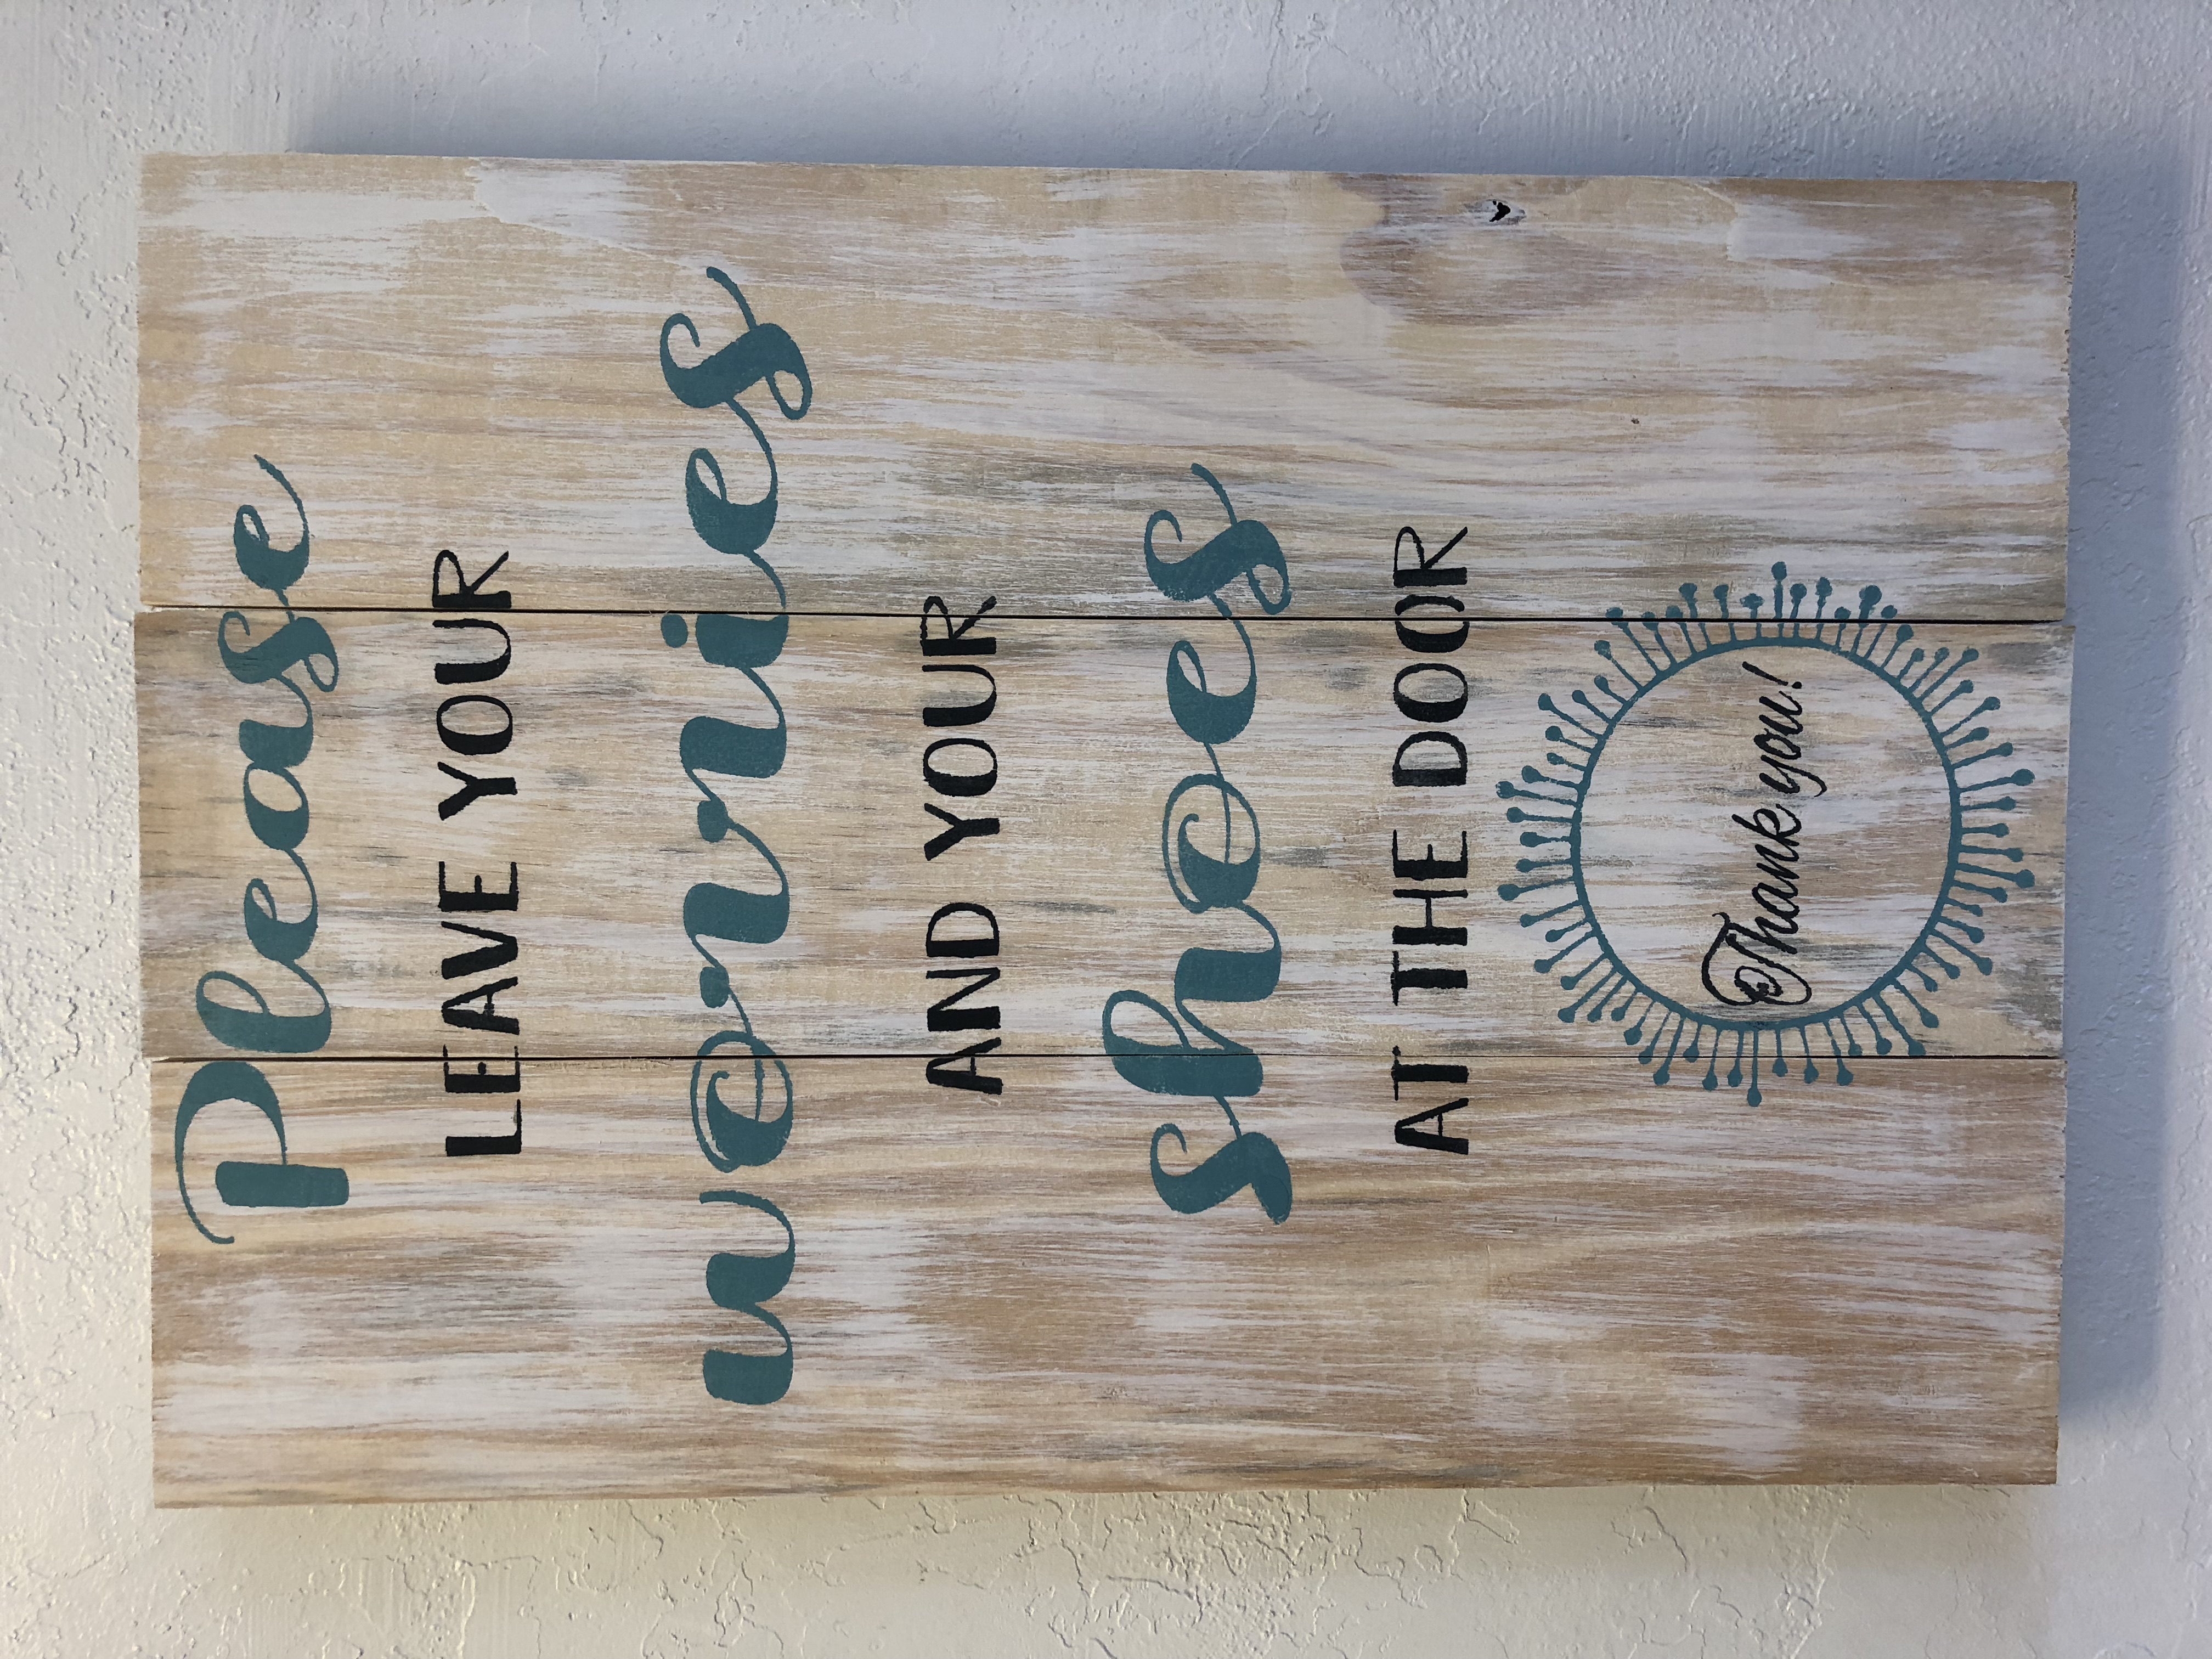 Please
LEAVE YOUR
worries
AND YOUR
shoes
AT THE DOOR
Thank you!